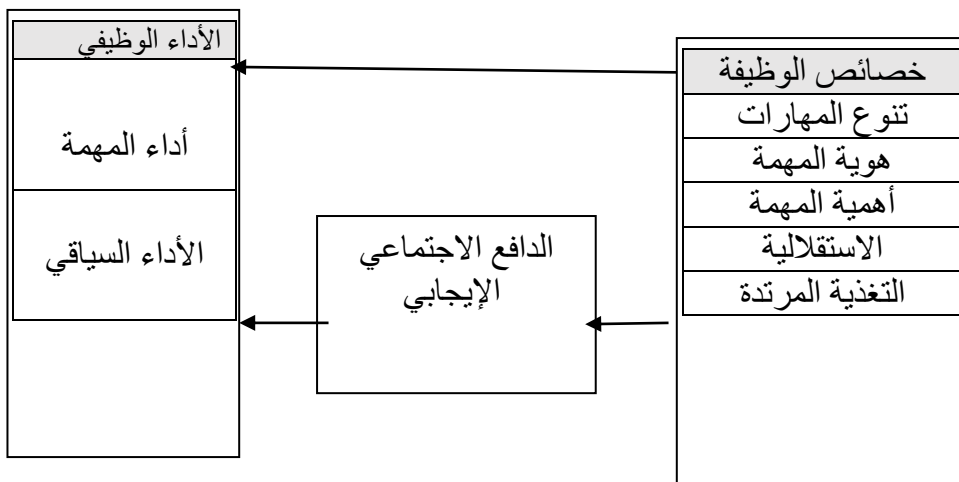 خصائص الوظيفة
تنوع المهارات
هوية المهمة
أهمية المهمة
الاستقلالية
التغذية المرتدة
الدافع الاجتماعي
الإيجابي
الأداء الوظيفي
أداء المهمة
الأداء السياقي